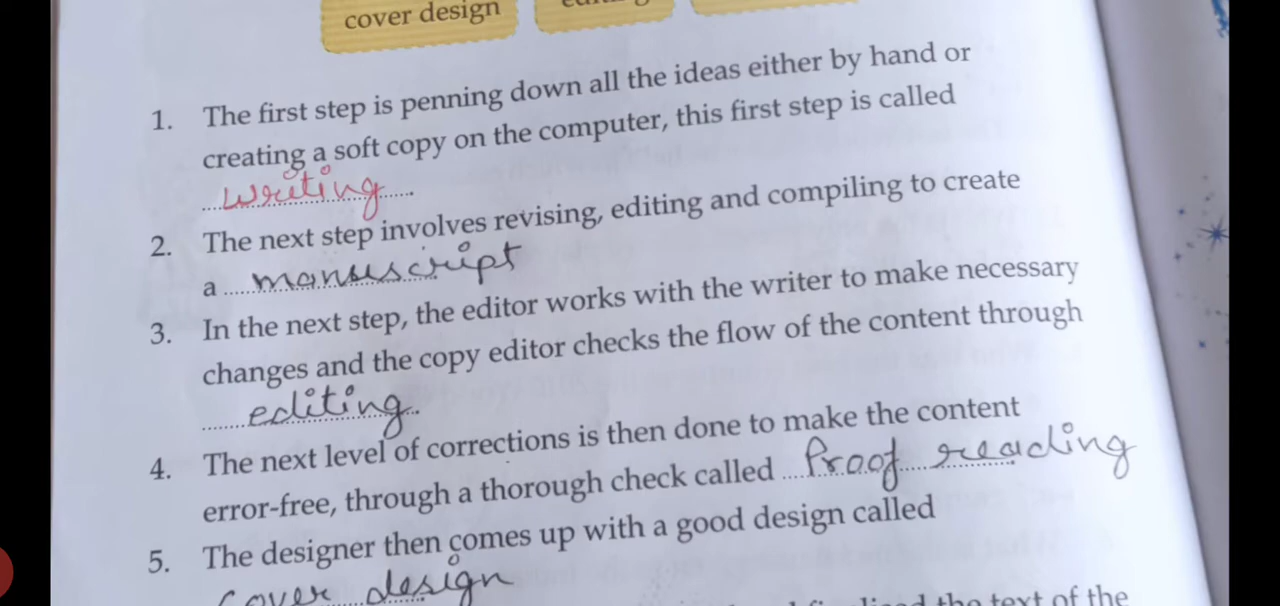 cover design
1. The first step is penning down all the ideas either by hand or
creating a soft copy on the computer, this first step is called
writing
2. The next step involves revising, editing and compiling to create
a manuscript
3. In the next step, the editor works with the writer to make necessary
changes and the copy editor checks the flow of the content through
editing.
4. The next level of corrections is then done to make the content
error-free, through a thorough check called Proof reading
5. The designer then comes up with a good design called
Cover design
the text of the